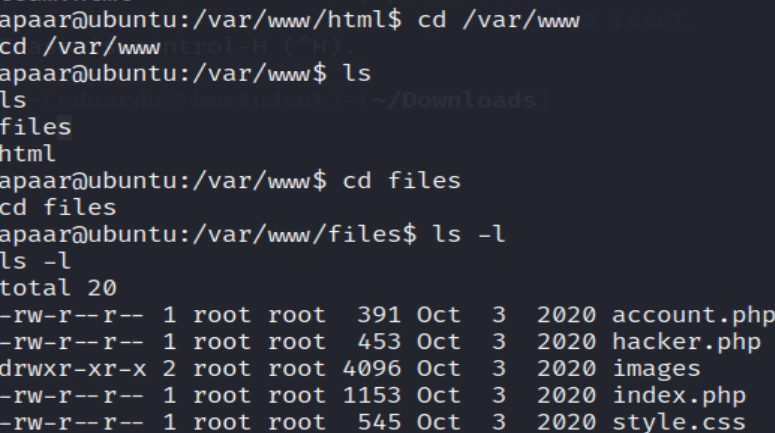 apaar@ubuntu:/var/www/html$ cd /var/www
cd /var/www
apaar@ubuntu:/var/www$ ls
ls
files
html
apaar@ubuntu:/var/www$ cd files
cd files
apaar@ubuntu:/var/www/files$ ls -l
ls -l
total 20
-rw-r--r-- 1 root root  391 Oct  3  2020 account.php
-rw-r--r-- 1 root root  453 Oct  3  2020 hacker.php
drwxr-xr-x 2 root root 4096 Oct  3  2020 images
-rw-r--r-- 1 root root 1153 Oct  3  2020 index.php
-rw-r--r-- 1 root root  545 Oct  3  2020 style.css